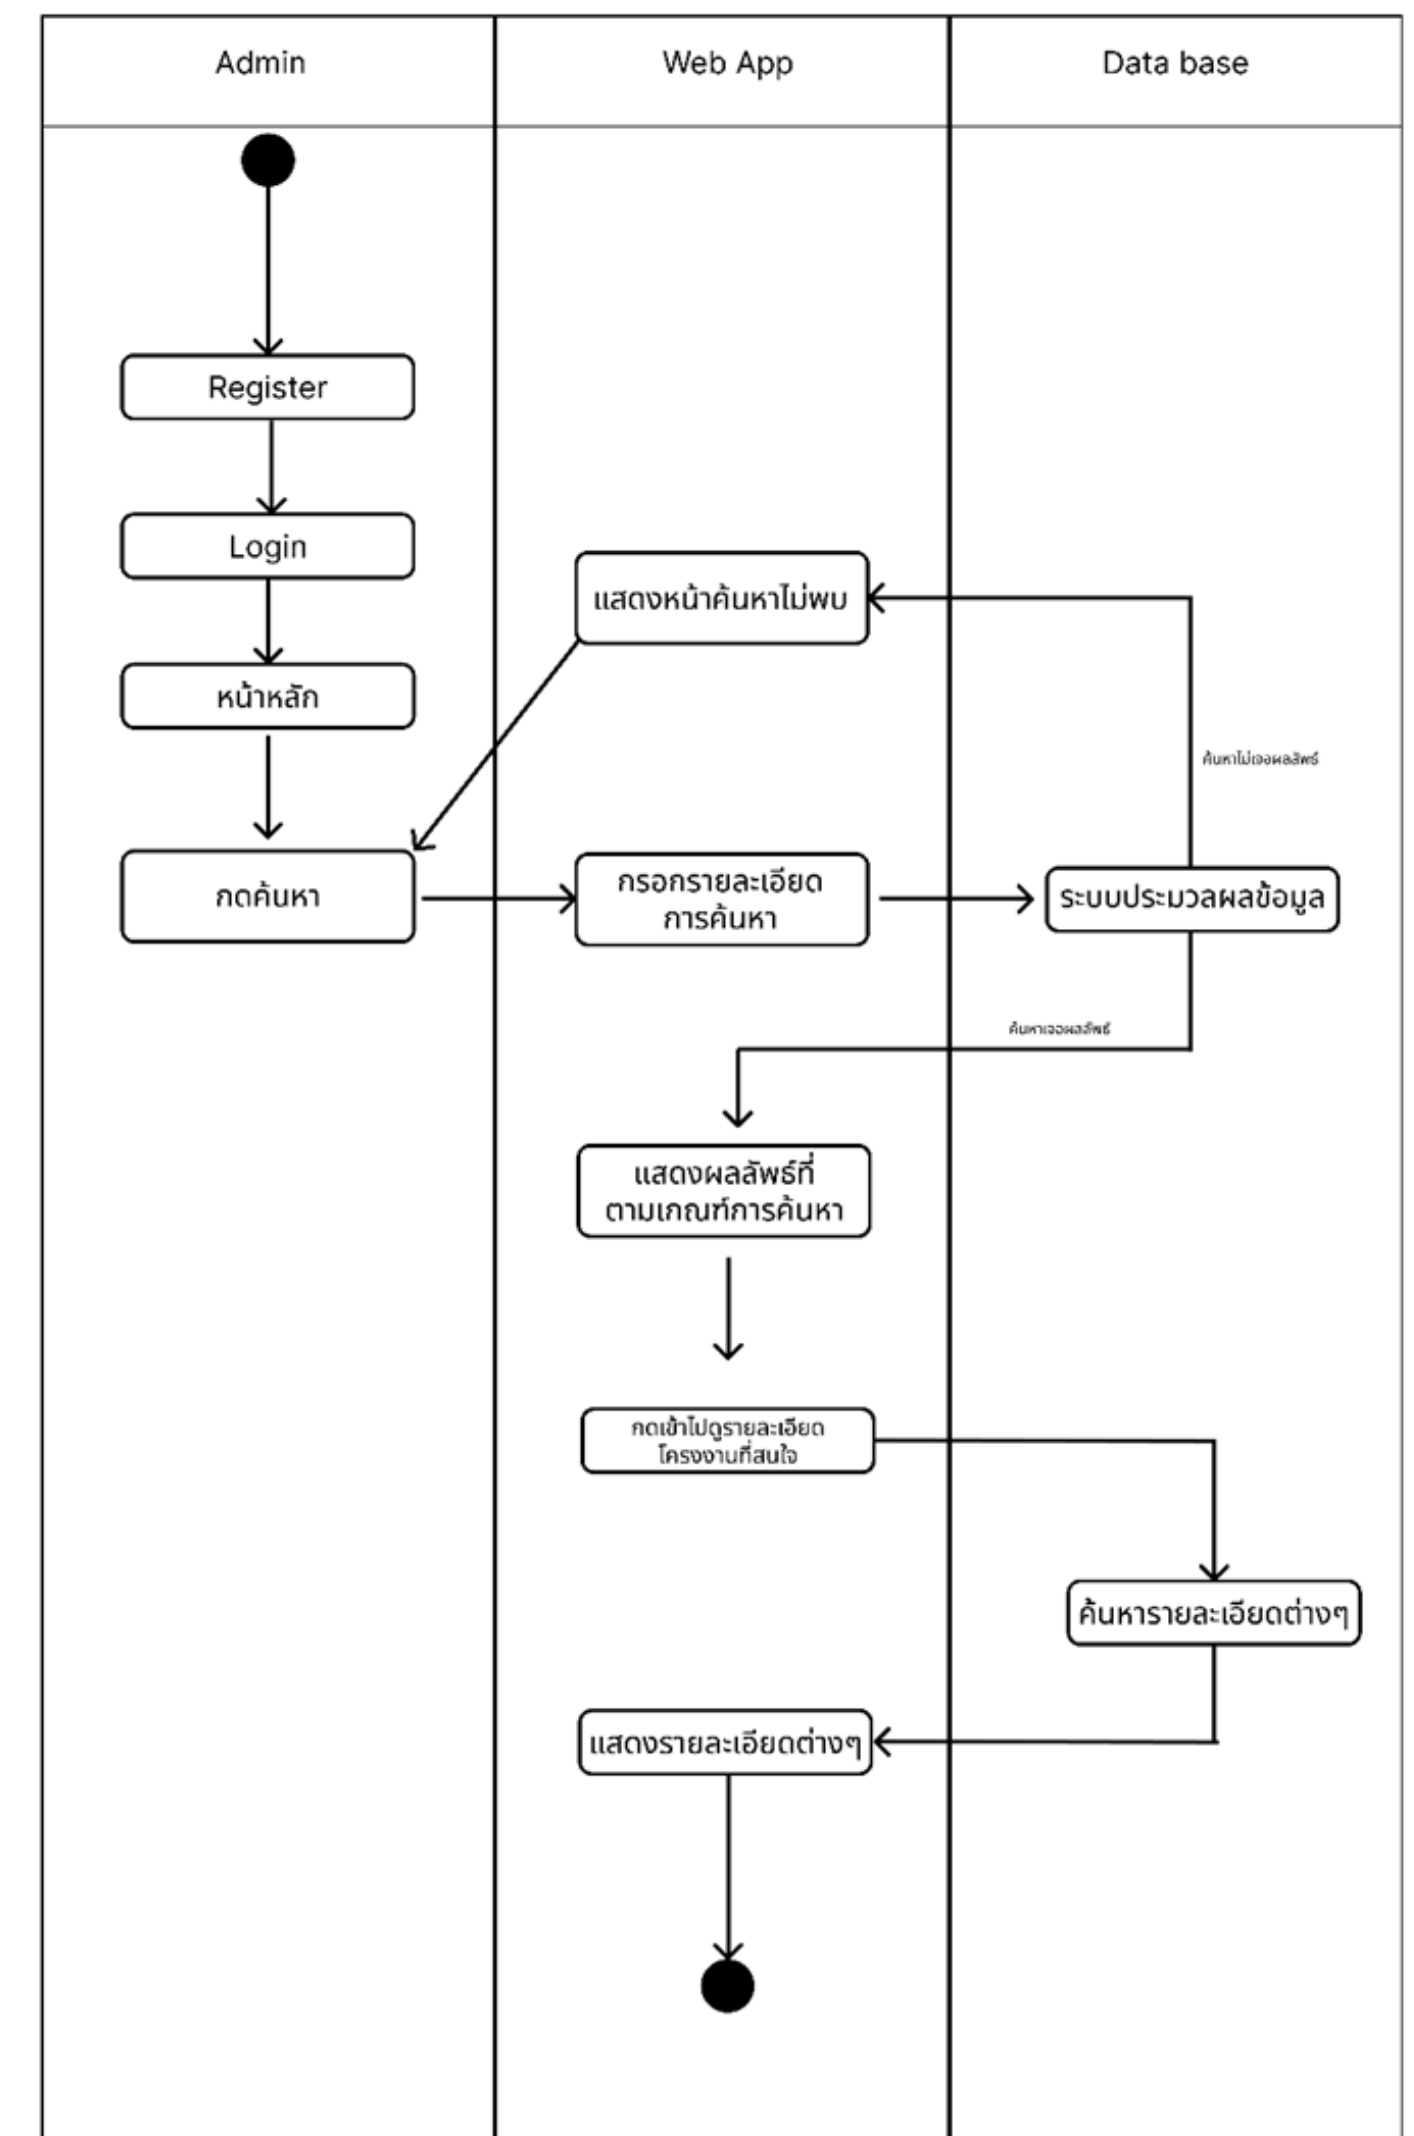 Admin
Web App
Data base
Register
Login
แสดงหน้าค้นหาไม่พบ
หน้าหลัก
ค้นหาไม่เจอผลลัพธ์
กดค้นหา
กรอกรายละเอียด
การค้นหา
ระบบประมวลผลข้อมูล
ค้นหาเจอผลลัพธ์
แสดงผลลัพธ์ที่
ตามเกณฑ์การค้นหา
กดเข้าไปดูรายละเอียด
โครงงานที่สนใจ
ค้นหารายละเอียดต่างๆ
แสดงรายละเอียดต่างๆ